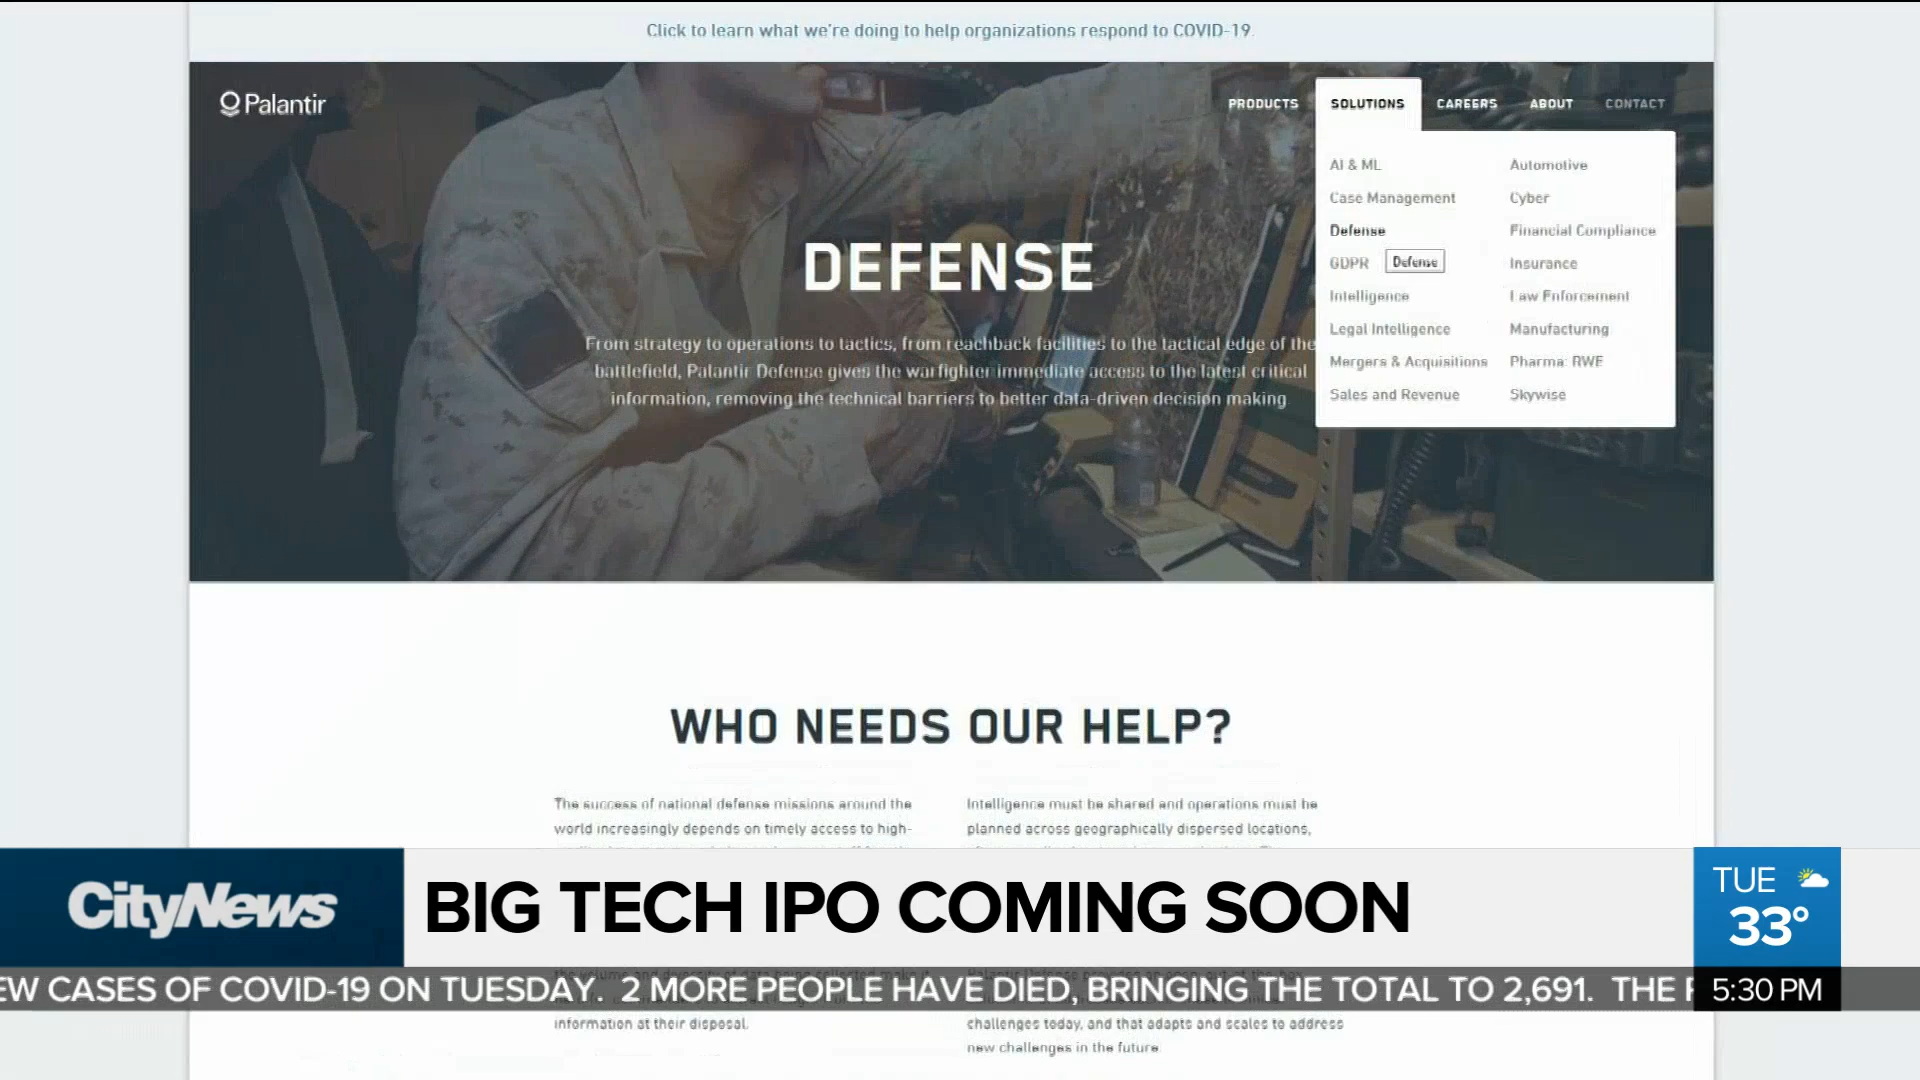 Click to learn what we're doing to help organizations respond to COVID-19.
Palantir
PRODUCTS SOLUTIONS CAREERS ABOUT CONTACT
AI & ML
Case Management
Defense
GDPR
Defense
Intelligence
Legal Intelligence
Mergers & Acquisitions
Sales and Revenue
Automotive
Cyber
Financial Compliance
Insurance
Law Enforcement
Manufacturing
Pharma: RWE
Skywise
DEFENSE
From strategy to operations to tactics, from reachback facilities to the tactical edge of the
battlefield, Palantir Defense gives the warfighter immediate access to the latest critical
information, removing the technical barriers to better data-driven decision making.
WHO NEEDS OUR HELP?
The success of national defense missions around the
world increasingly depends on timely access to high-
information at their disposal.
Intelligence must be shared and operations must be
planned across geographically dispersed locations,
challenges today, and that adapts and scales to address
new challenges in the future.
CityNews
BIG TECH IPO COMING SOON
TUE
33°
EW CASES OF COVID-19 ON TUESDAY. 2 MORE PEOPLE HAVE DIED, BRINGING THE TOTAL TO 2,691. THE
5:30 PM